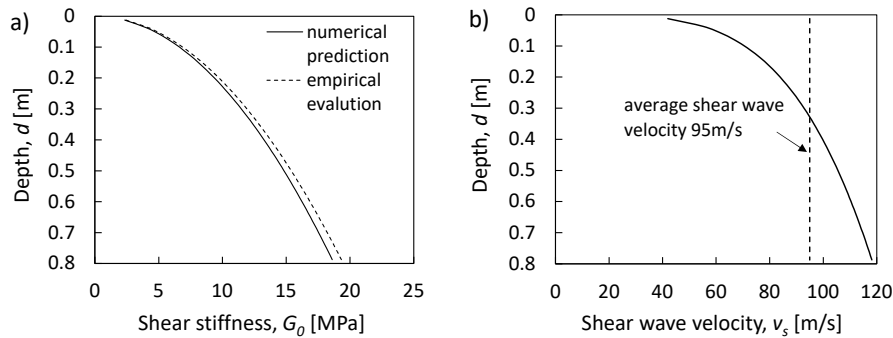 a)
0
0.1
0.2
0.3
0.4
0.5
0.6
0.7
0.8
Depth, d [m]
numerical
prediction
empirical
evalution
0 5 10 15 20 25
Shear stiffness, G0 [MPa]
b)
0
0.1
0.2
0.3
0.4
0.5
0.6
0.7
0.8
Depth, d [m]
average shear wave
velocity 95m/s
0 20 40 60 80 100 120
Shear wave velocity, vs [m/s]